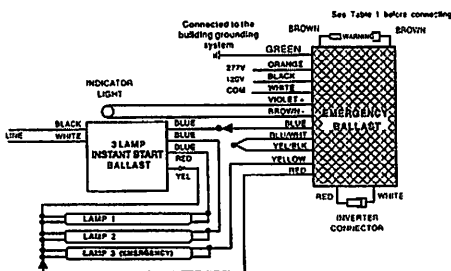 See Table 1 before connecting
Connected to the
building grounding
system
BROWN
WARNING
BROWN
GREEN
277V
ORANGE
120V
BLACK
COM
WHITE
INDICATOR
LIGHT
VIOLET +
BROWN -
EMERGENCY
BALLAST
BLUE
BLU/WHT
YEL/BLK
YELLOW
RED
LINE
BLACK
WHITE
3 LAMP
INSTANT START
BALLAST
BLUE
BLUE
BLUE
RED
YEL
LAMP 1
LAMP 2
LAMP 3 (EMERGENCY)
RED
WHITE
INVERTER
CONNECTOR